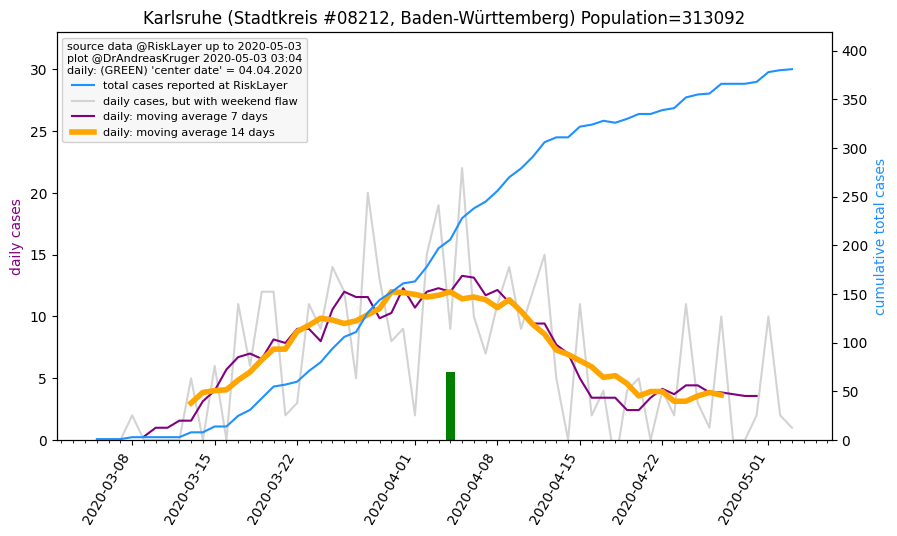 Karlsruhe (Stadtkreis #08212, Baden-Württemberg) Population=313092
source data @RiskLayer up to 2020-05-03
plot @DrAndreasKruger 2020-05-03 03:04
daily: (GREEN) 'center date' = 04.04.2020
total cases reported at RiskLayer
daily cases, but with weekend flaw
daily: moving average 7 days
daily: moving average 14 days
daily cases
30
25
20
15
10
5
0
cumulative total cases
400
350
300
250
200
150
100
50
0
2020-03-08
2020-03-15
2020-03-22
2020-04-01
2020-04-08
2020-04-15
2020-04-22
2020-05-01